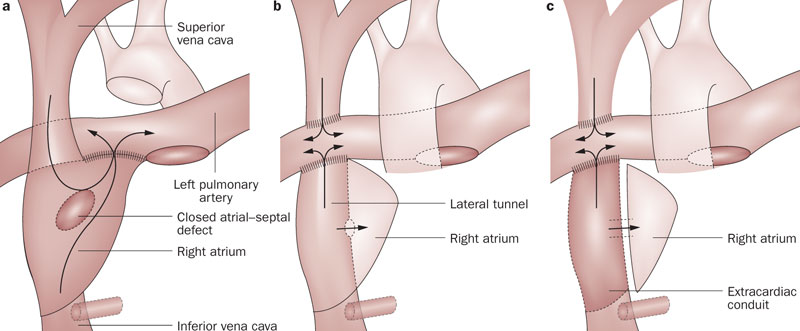 a
Superior
vena cava
Left pulmonary
artery
Closed atrial–septal
defect
Right atrium
Inferior vena cava
b
Lateral tunnel
Right atrium
c
Right atrium
Extracardiac
conduit